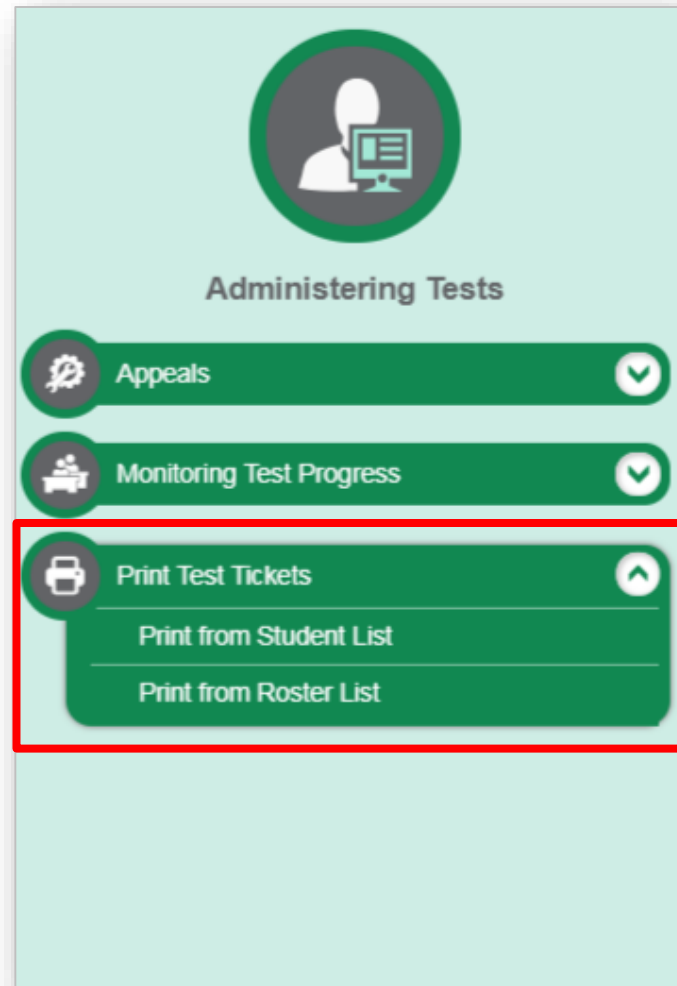 Administering Tests
Appeals
Monitoring Test Progress
Print Test Tickets
Print from Student List
Print from Roster List